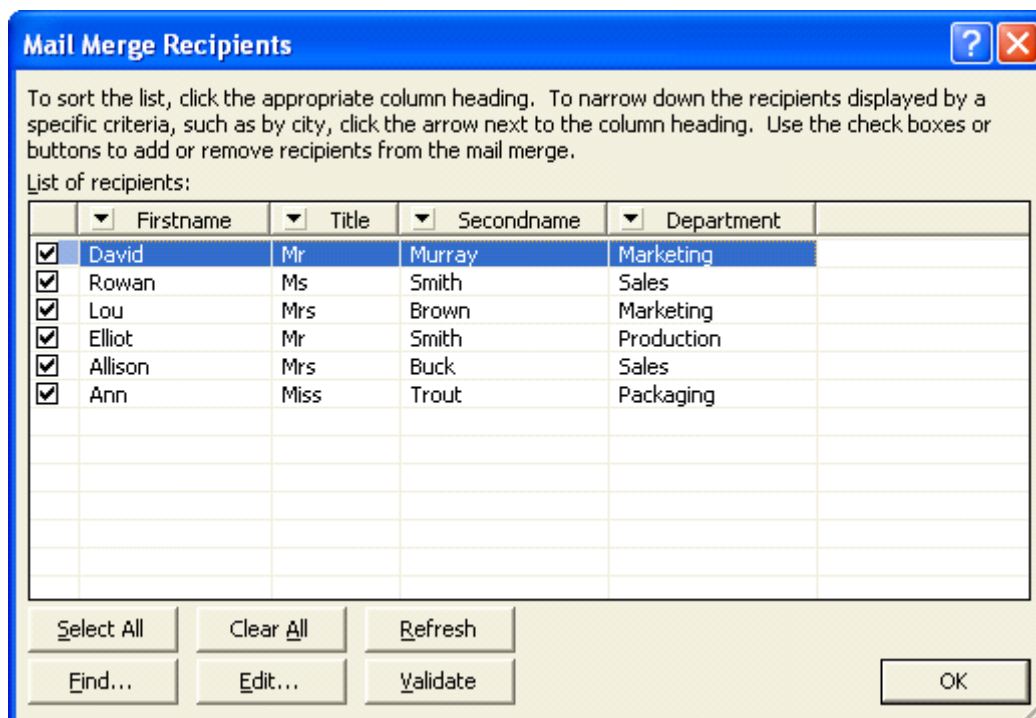 Mail Merge Recipients
To sort the list, click the appropriate column heading. To narrow down the recipients displayed by a
specific criteria, such as by city, click the arrow next to the column heading. Use the check boxes or
buttons to add or remove recipients from the mail merge.
List of recipients:
Firstname Title Secondname Department
David Mr Murray Marketing
Rowan Ms Smith Sales
Lou Mrs Brown Marketing
Elliot Mr Smith Production
Allison Mrs Buck Sales
Ann Miss Trout Packaging
Select All Clear All Refresh
Find... Edit... Validate OK